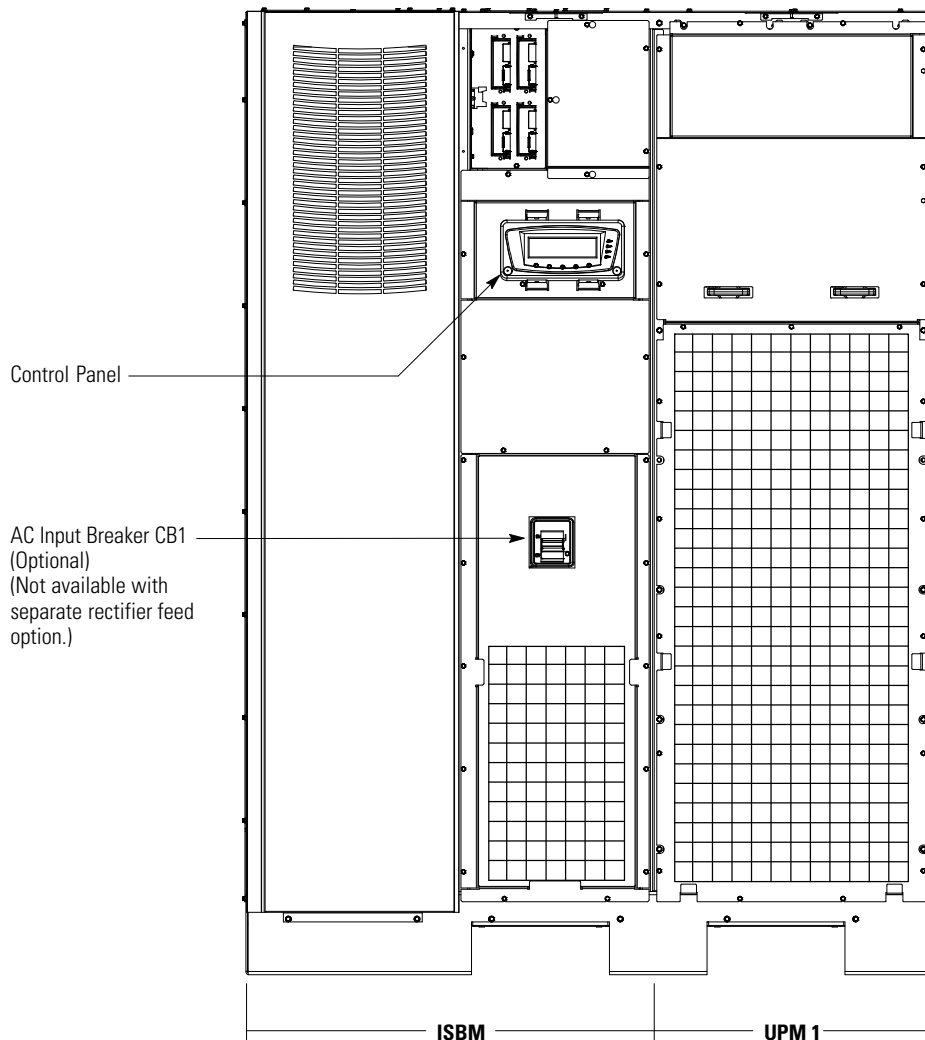 Control Panel
AC Input Breaker CB1
(Optional)
(Not available with
separate rectifier feed
option.)
ISBM
UPM 1